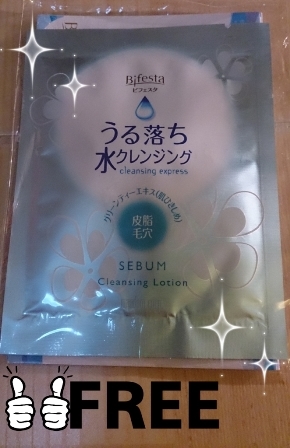 Bifesta
ビフェスタ
うる落ち
水クレンジング
cleansing express
グリーンティーエキス(肌ひきしめ)
皮脂
毛穴
SEBUM
Cleansing Lotion
FREE